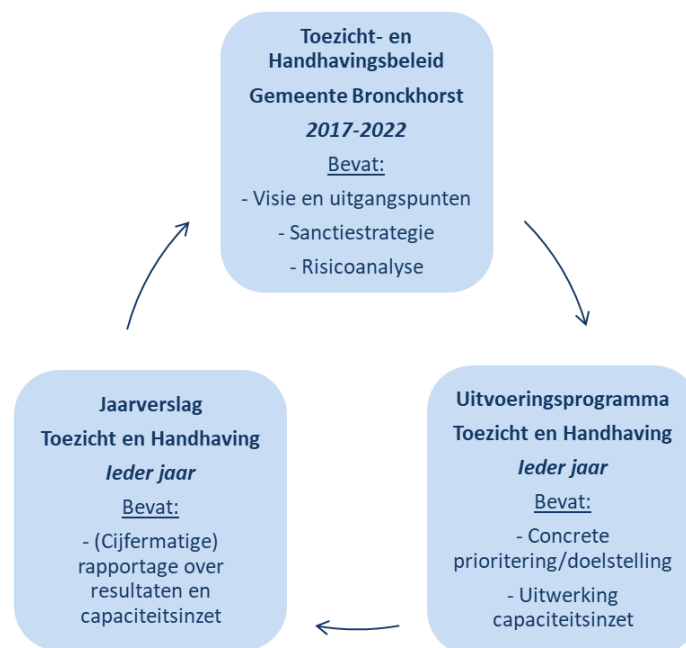 Toezicht- en
Handhavingsbeleid
Gemeente Bronckhorst
2017-2022
Bevat:
- Visie en uitgangspunten
- Sanctiestrategie
- Risicoanalyse
Jaarverslag
Toezicht en Handhaving
Ieder jaar
Bevat:
- (Cijfermatige)
rapportage over
resultaten en
capaciteitsinzet
Uitvoeringsprogramma
Toezicht en Handhaving
Ieder jaar
Bevat:
- Concrete
prioritering/doelstelling
- Uitwerking
capaciteitsinzet